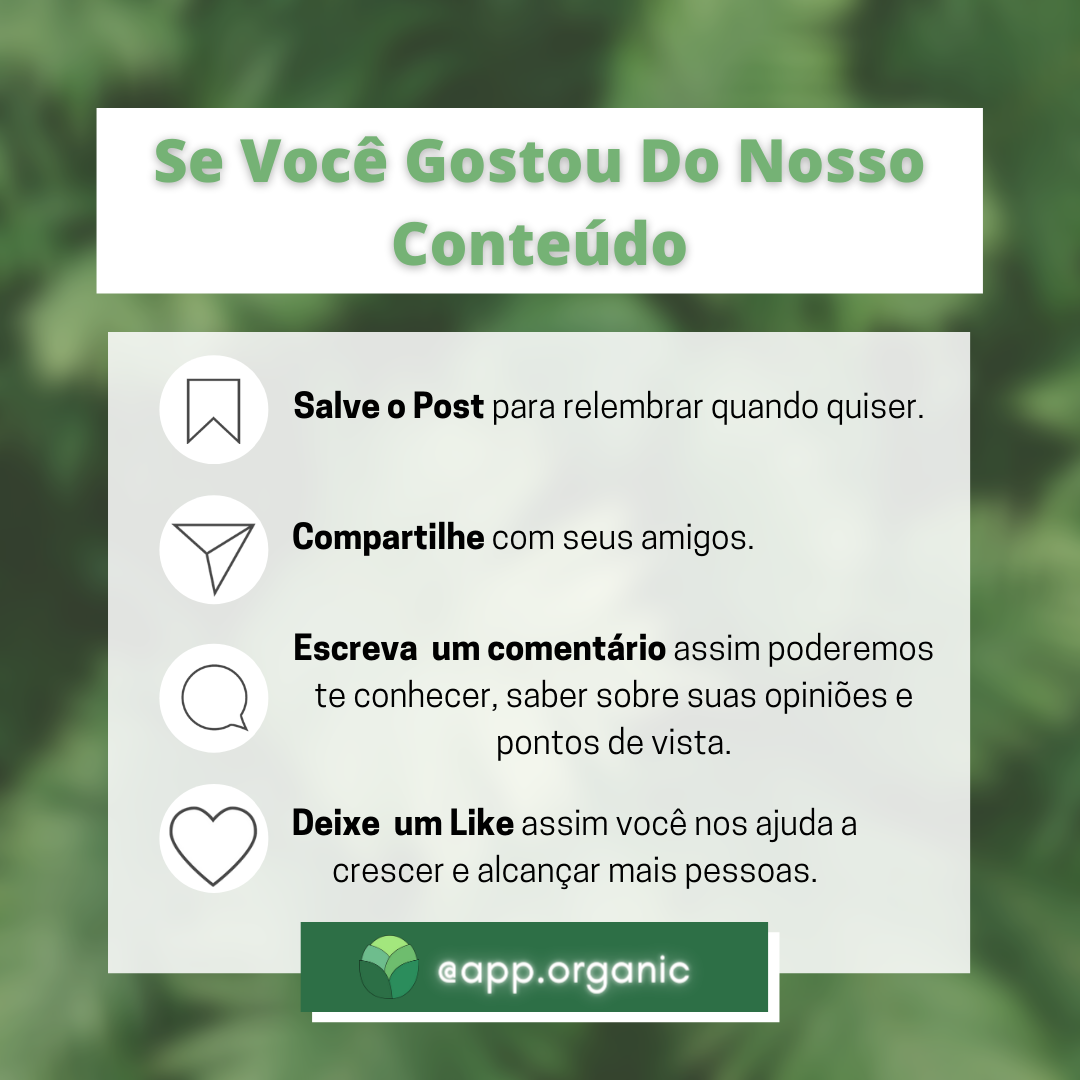 Se Você Gostou Do Nosso
Conteúdo
Salve o Post para relembrar quando quiser.
Compartilhe com seus amigos.
Escreva  um comentário assim poderemos
te conhecer, saber sobre suas opiniões e
pontos de vista.
Deixe  um Like assim você nos ajuda a
crescer e alcançar mais pessoas.
@app.organic